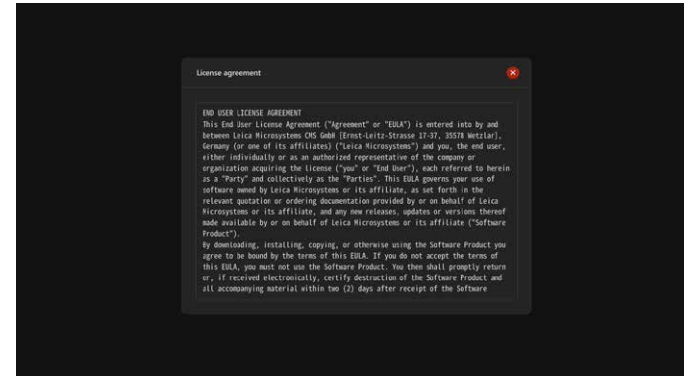 License agreement
END USER LICENSE AGREEMENT
This End User License Agreement ("Agreement" or "EULA") is entered into by and
between Leica Microsystems CMS GmbH [Ernst-Leitz-Strasse 17-37, 35578 Wetzlar],
Germany (or one of its affiliates) ("Leica Microsystems") and you, the end user,
either individually or as an authorized representative of the company or
organization acquiring the license ("you" or "End User"), each referred to herein
as a "Party" and collectively as the "Parties". This EULA governs your use of
software owned by Leica Microsystems or its affiliate, as set forth in the
relevant quotation or ordering documentation provided by or on behalf of Leica
Microsystems or its affiliate, and any new releases, updates or versions thereof
made available by or on behalf of Leica Microsystems or its affiliate ("Software
Product").
By downloading, installing, copying, or otherwise using the Software Product you
agree to be bound by the terms of this EULA. If you do not accept the terms of
this EULA, you must not use the Software Product. You then shall promptly return
or, if received electronically, certify destruction of the Software Product and
all accompanying material within two (2) days after receipt of the Software